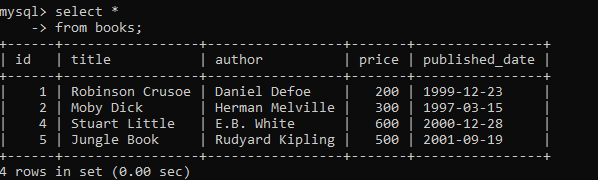 mysql> select *
    -> from books;
+----+-----------------+-----------------+-------+----------------+
| id | title           | author          | price | published_date |
+----+-----------------+-----------------+-------+----------------+
|  1 | Robinson Crusoe | Daniel Defoe    |   200 | 1999-12-23     |
|  2 | Moby Dick       | Herman Melville |   300 | 1997-03-15     |
|  4 | Stuart Little   | E.B. White      |   600 | 2000-12-28     |
|  5 | Jungle Book     | Rudyard Kipling |   500 | 2001-09-19     |
+----+-----------------+-----------------+-------+----------------+
4 rows in set (0.00 sec)